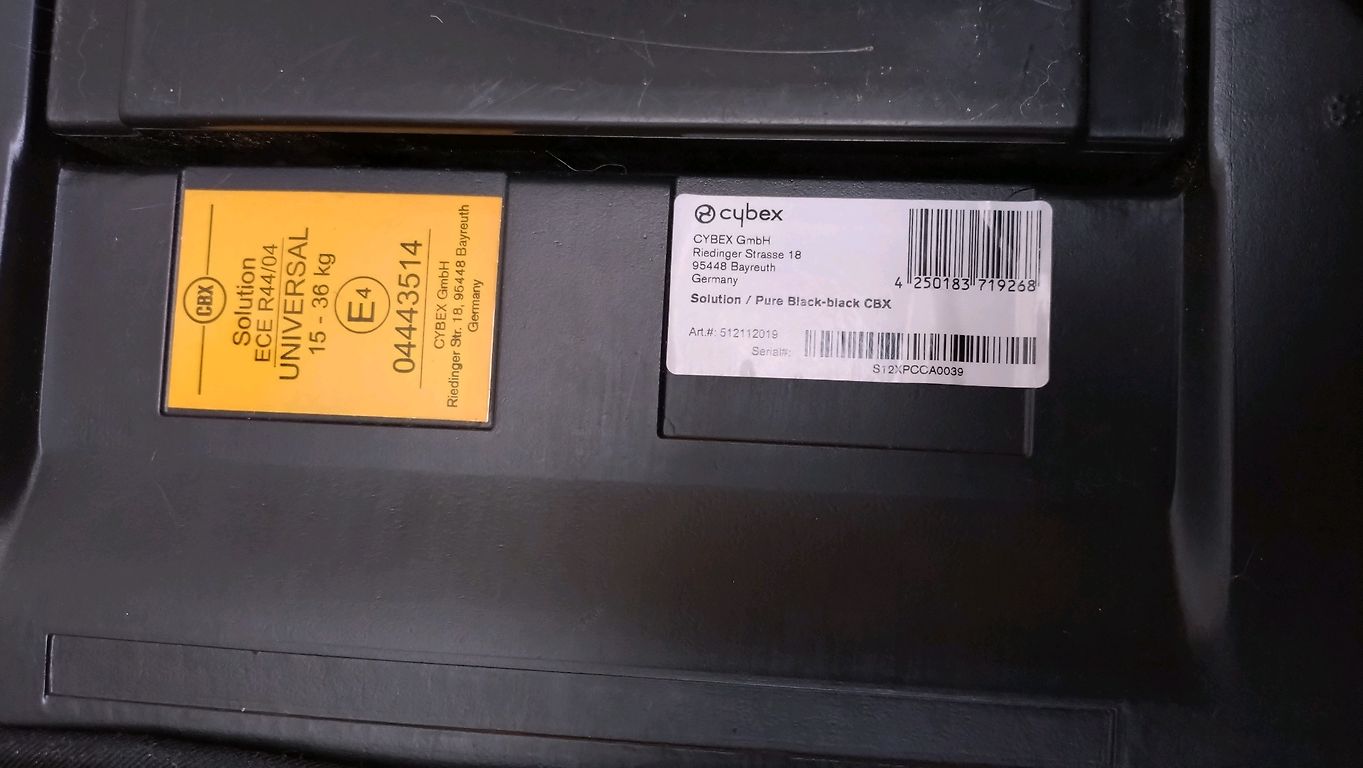 CBX
Solution
ECE R44/04
UNIVERSAL
15 - 36 kg
E4
04443514
CYBEX GmbH
Riedinger Str. 18, 95448 Bayreuth
Germany
cybex
CYBEX GmbH
Riedinger Strasse 18
95448 Bayreuth
Germany
4 250183 719268
Solution / Pure Black-black CBX
Art.#: 512112019
Serial#:
S12XPCCA0039